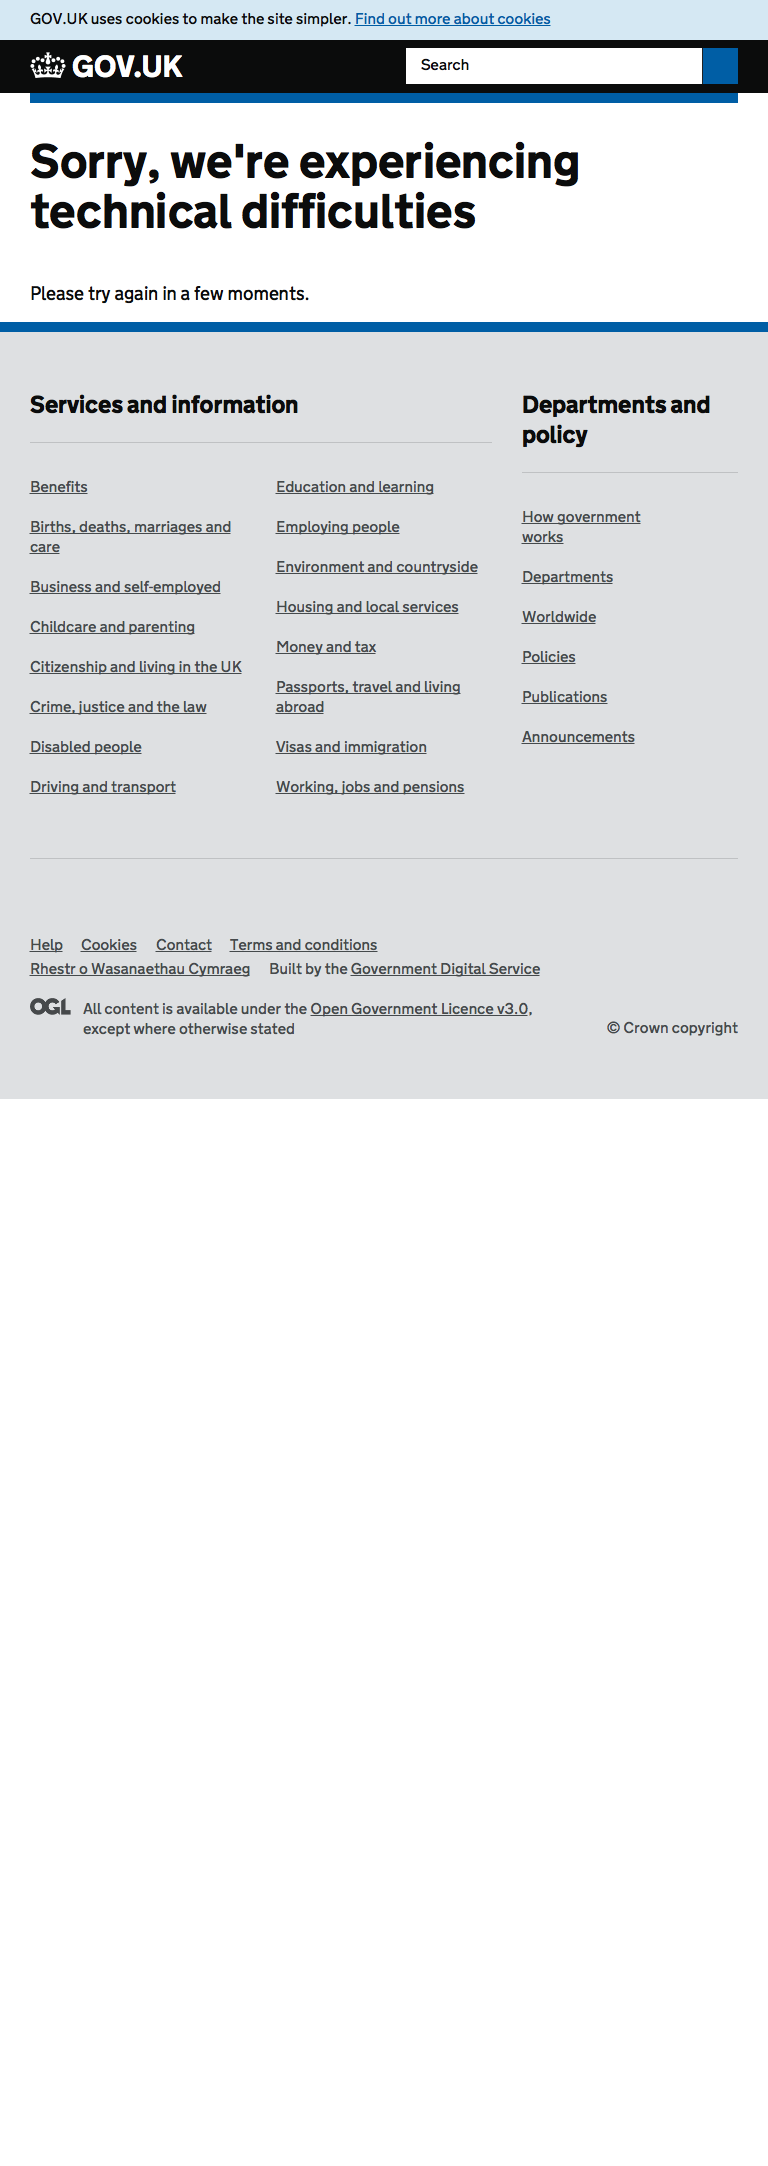 GOV.UK uses cookies to make the site simpler. Find out more about cookies
GOV.UK
Search
Sorry, we're experiencing
technical difficulties
Please try again in a few moments.
Services and information
Benefits
Births, deaths, marriages and
care
Business and self-employed
Childcare and parenting
Citizenship and living in the UK
Crime, justice and the law
Disabled people
Driving and transport
Education and learning
Employing people
Environment and countryside
Housing and local services
Money and tax
Passports, travel and living
abroad
Visas and immigration
Working, jobs and pensions
Departments and
policy
How government
works
Departments
Worldwide
Policies
Publications
Announcements
Help Cookies Contact Terms and conditions
Rhestr o Wasanaethau Cymraeg Built by the Government Digital Service
OGL All content is available under the Open Government Licence v3.0,
except where otherwise stated
© Crown copyright